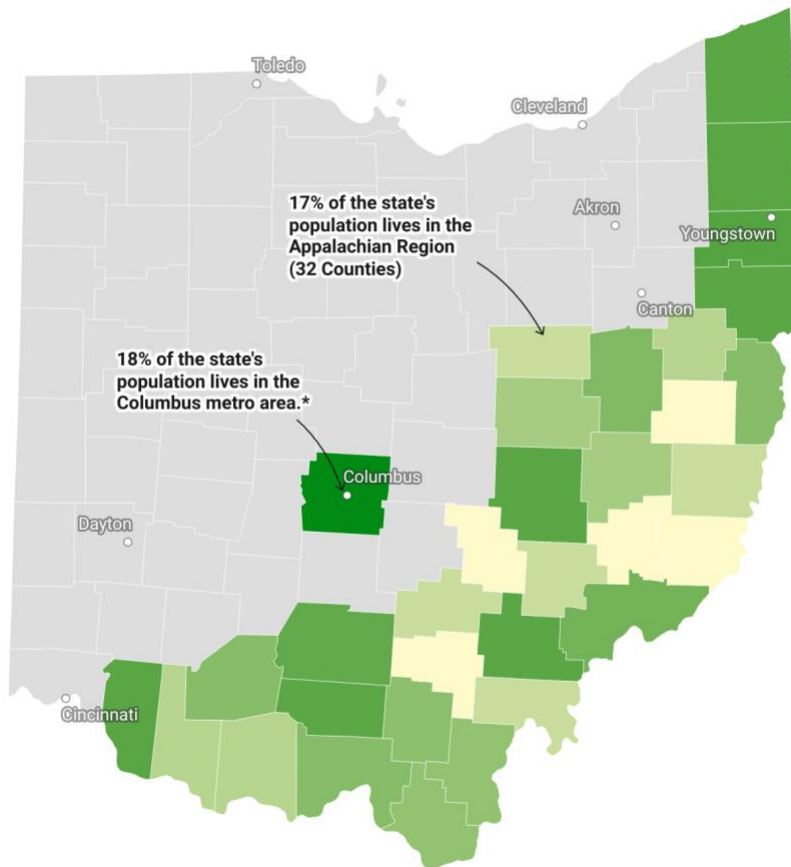 Toledo
Cleveland
17% of the state's
population lives in the
Appalachian Region
(32 Counties)
Akron
Youngstown
Canton
18% of the state's
population lives in the
Columbus metro area.*
Columbus
Dayton
Cincinnati